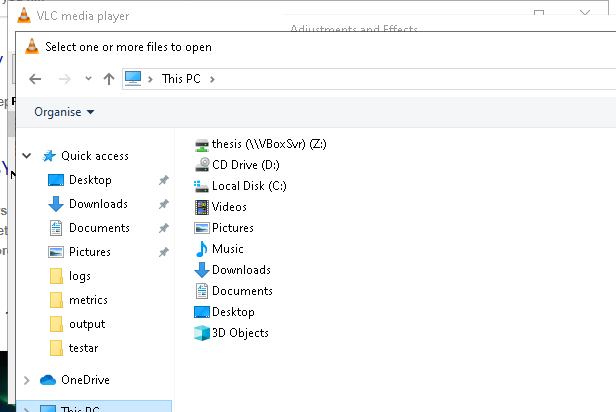 VLC media player
Adjustments and Effects
Select one or more files to open
This PC
Organise
Quick access
Desktop
Downloads
Documents
Pictures
logs
metrics
output
testar
OneDrive
This PC
thesis (\\VBoxSvr) (Z:)
CD Drive (D:)
Local Disk (C:)
Videos
Pictures
Music
Downloads
Documents
Desktop
3D Objects